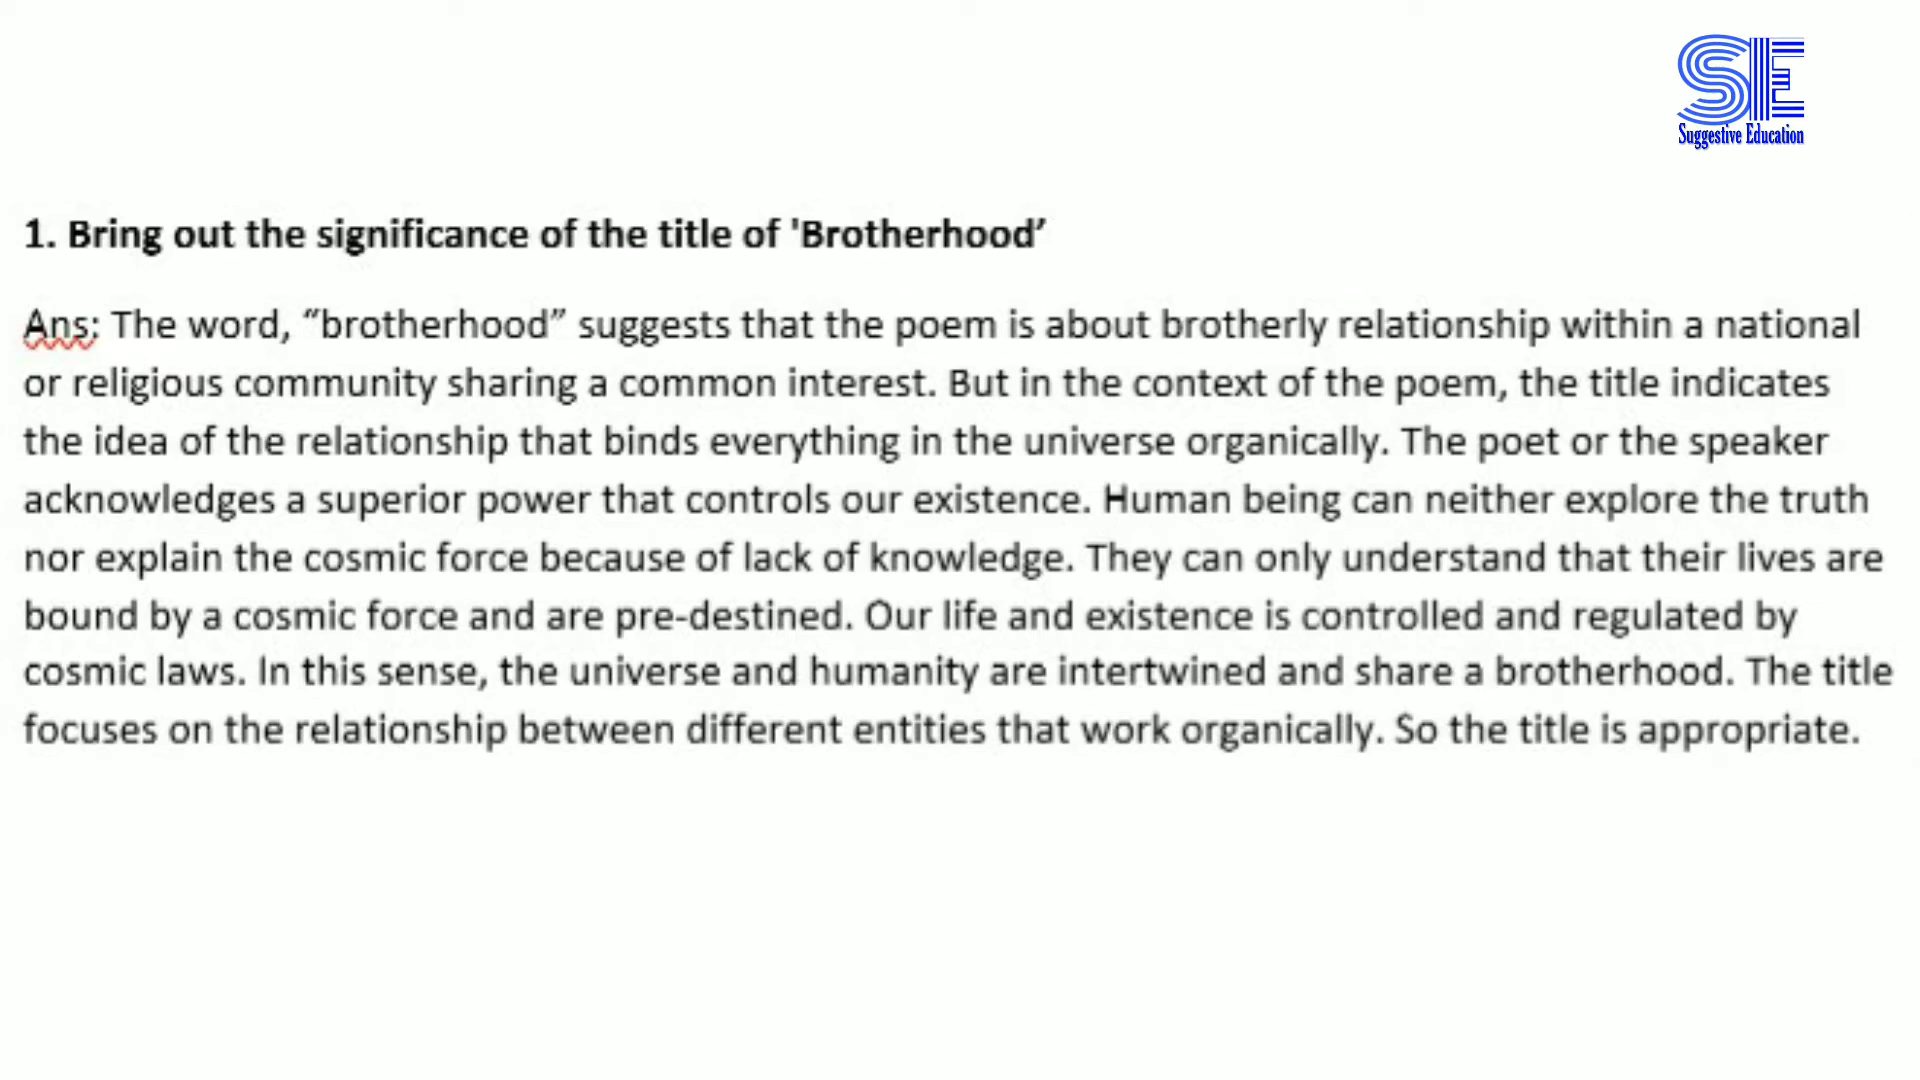 SE
Suggestive Education
1. Bring out the significance of the title of 'Brotherhood’
Ans: The word, “brotherhood” suggests that the poem is about brotherly relationship within a national
or religious community sharing a common interest. But in the context of the poem, the title indicates
the idea of the relationship that binds everything in the universe organically. The poet or the speaker
acknowledges a superior power that controls our existence. Human being can neither explore the truth
nor explain the cosmic force because of lack of knowledge. They can only understand that their lives are
bound by a cosmic force and are pre-destined. Our life and existence is controlled and regulated by
cosmic laws. In this sense, the universe and humanity are intertwined and share a brotherhood. The title
focuses on the relationship between different entities that work organically. So the title is appropriate.